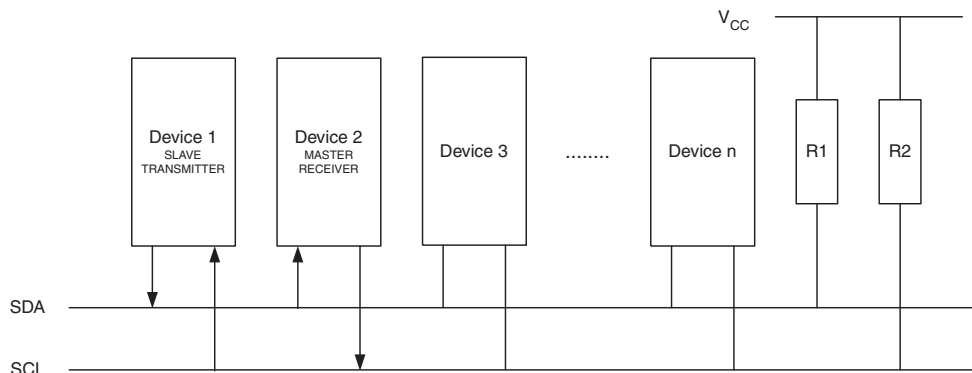 VCC
Device 1
SLAVE
TRANSMITTER
Device 2
MASTER
RECEIVER
Device 3
........
Device n
R1
R2
SDA
SCL